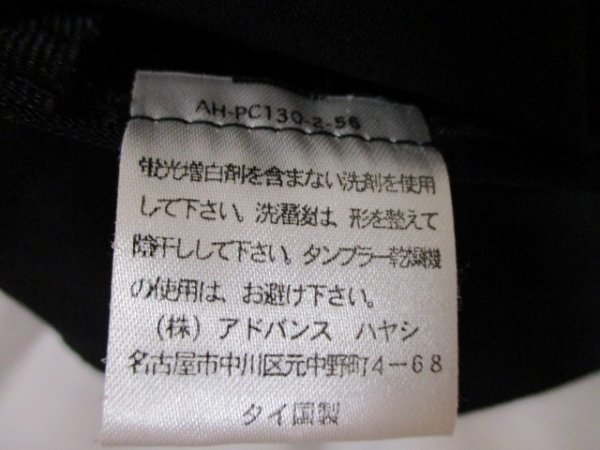 AH-PC130-2-56
蛍光増白剤を含まない洗剤を使用
して下さい。洗濯後は、形を整えて
陰干しして下さい。タンブラー乾燥機
の使用は、お避け下さい。
(株) アドバンス ハヤシ
名古屋市中川区元中野町4-68
タイ国製